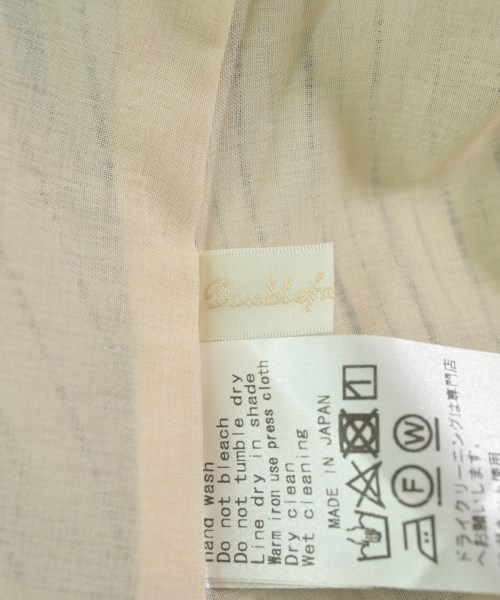 hand wash
Do not bleach
Do not tumble dry
Line dry in shade
Warm iron use press cloth
Dry clean
Wet cleaning
MADE IN JAPAN
F
W
ドライクリーニングは専門店
へお願いします。
使用